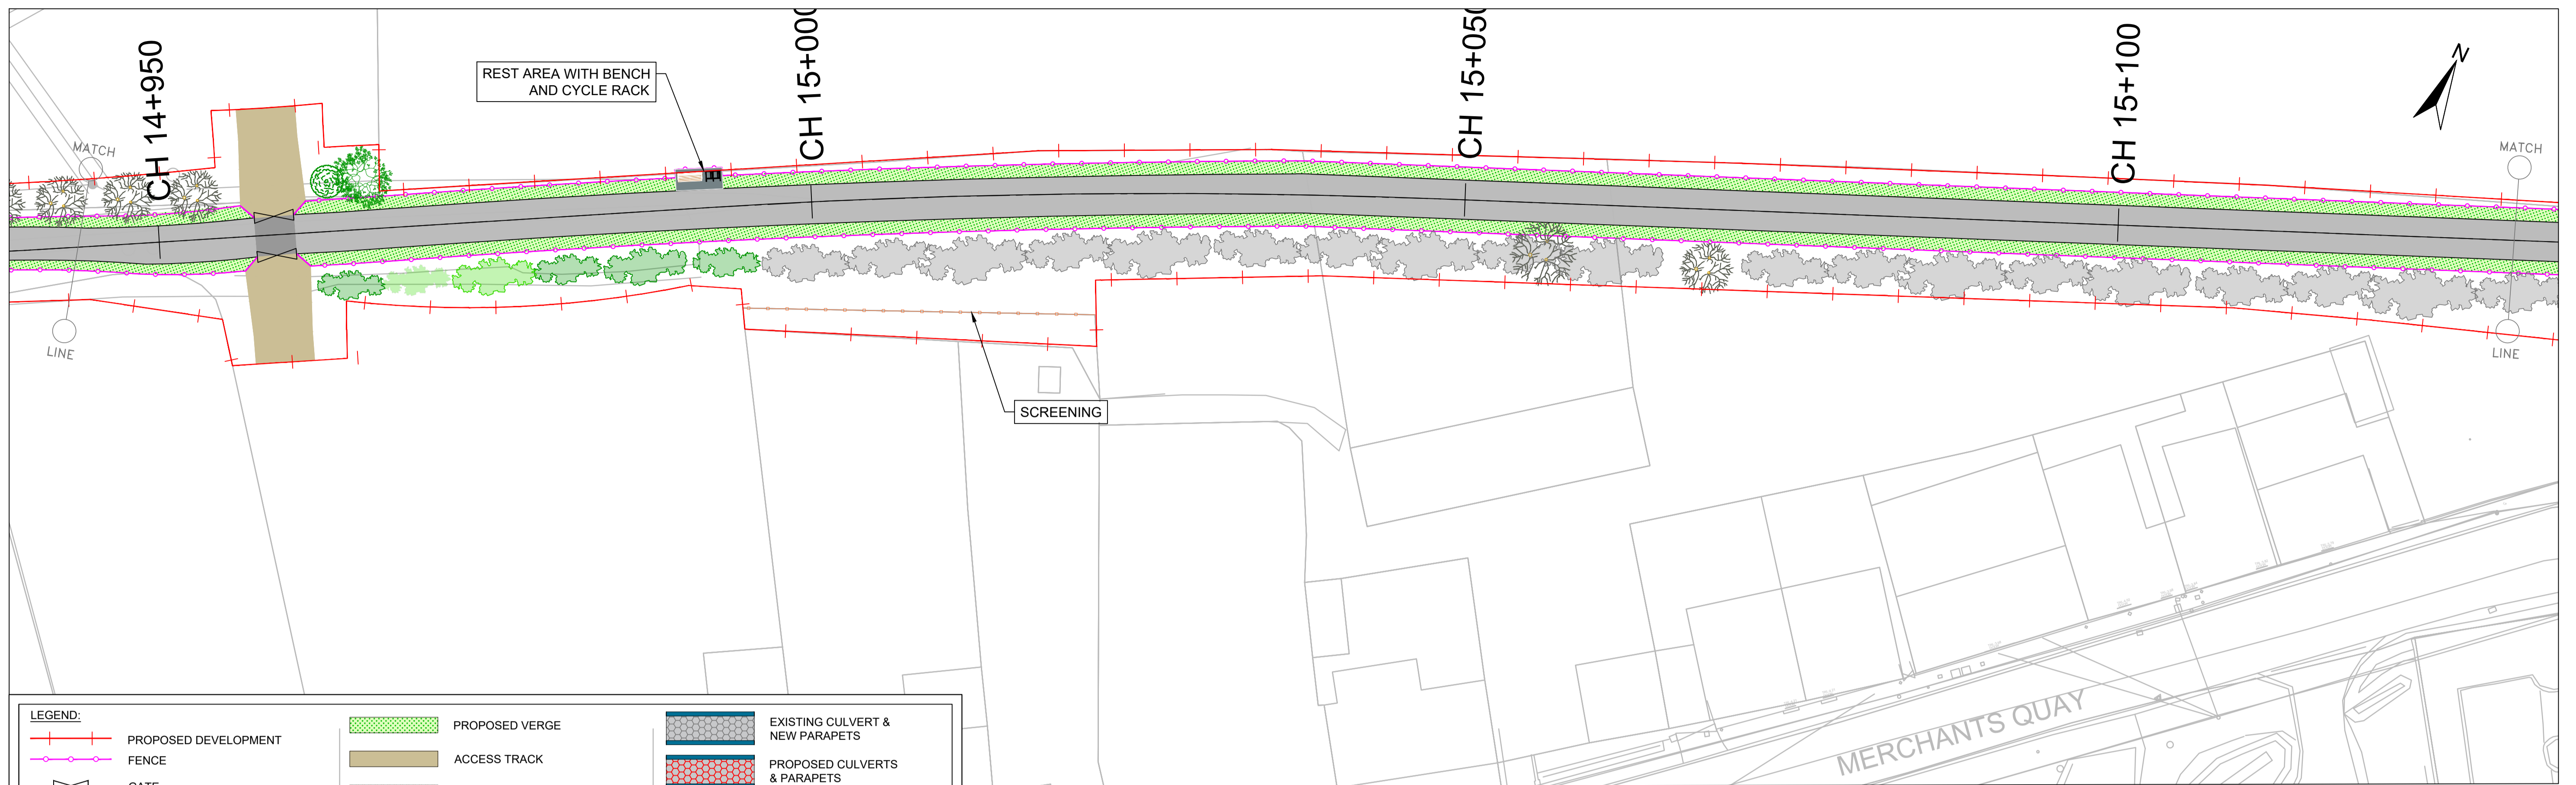 CH 14+950
CH 15+000
CH 15+050
CH 15+100
N
REST AREA WITH BENCH
AND CYCLE RACK
MATCH
LINE
MATCH
LINE
SCREENING
MERCHANTS QUAY
LEGEND:
PROPOSED DEVELOPMENT
FENCE
GATE
PROPOSED VERGE
ACCESS TRACK
EXISTING CULVERT &
NEW PARAPETS
PROPOSED CULVERTS
& PARAPETS